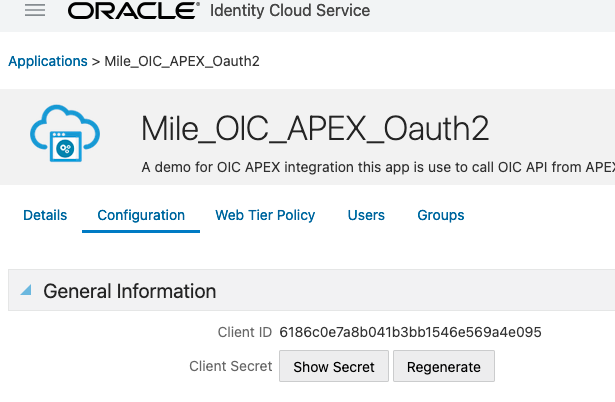 ORACLE® Identity Cloud Service
Applications > Mile_OIC_APEX_Oauth2
Mile_OIC_APEX_Oauth2
A demo for OIC APEX integration this app is use to call OIC API from APEX
Details Configuration Web Tier Policy Users Groups
General Information
Client ID 6186c0e7a8b041b3bb1546e569a4e095
Client Secret Show Secret Regenerate